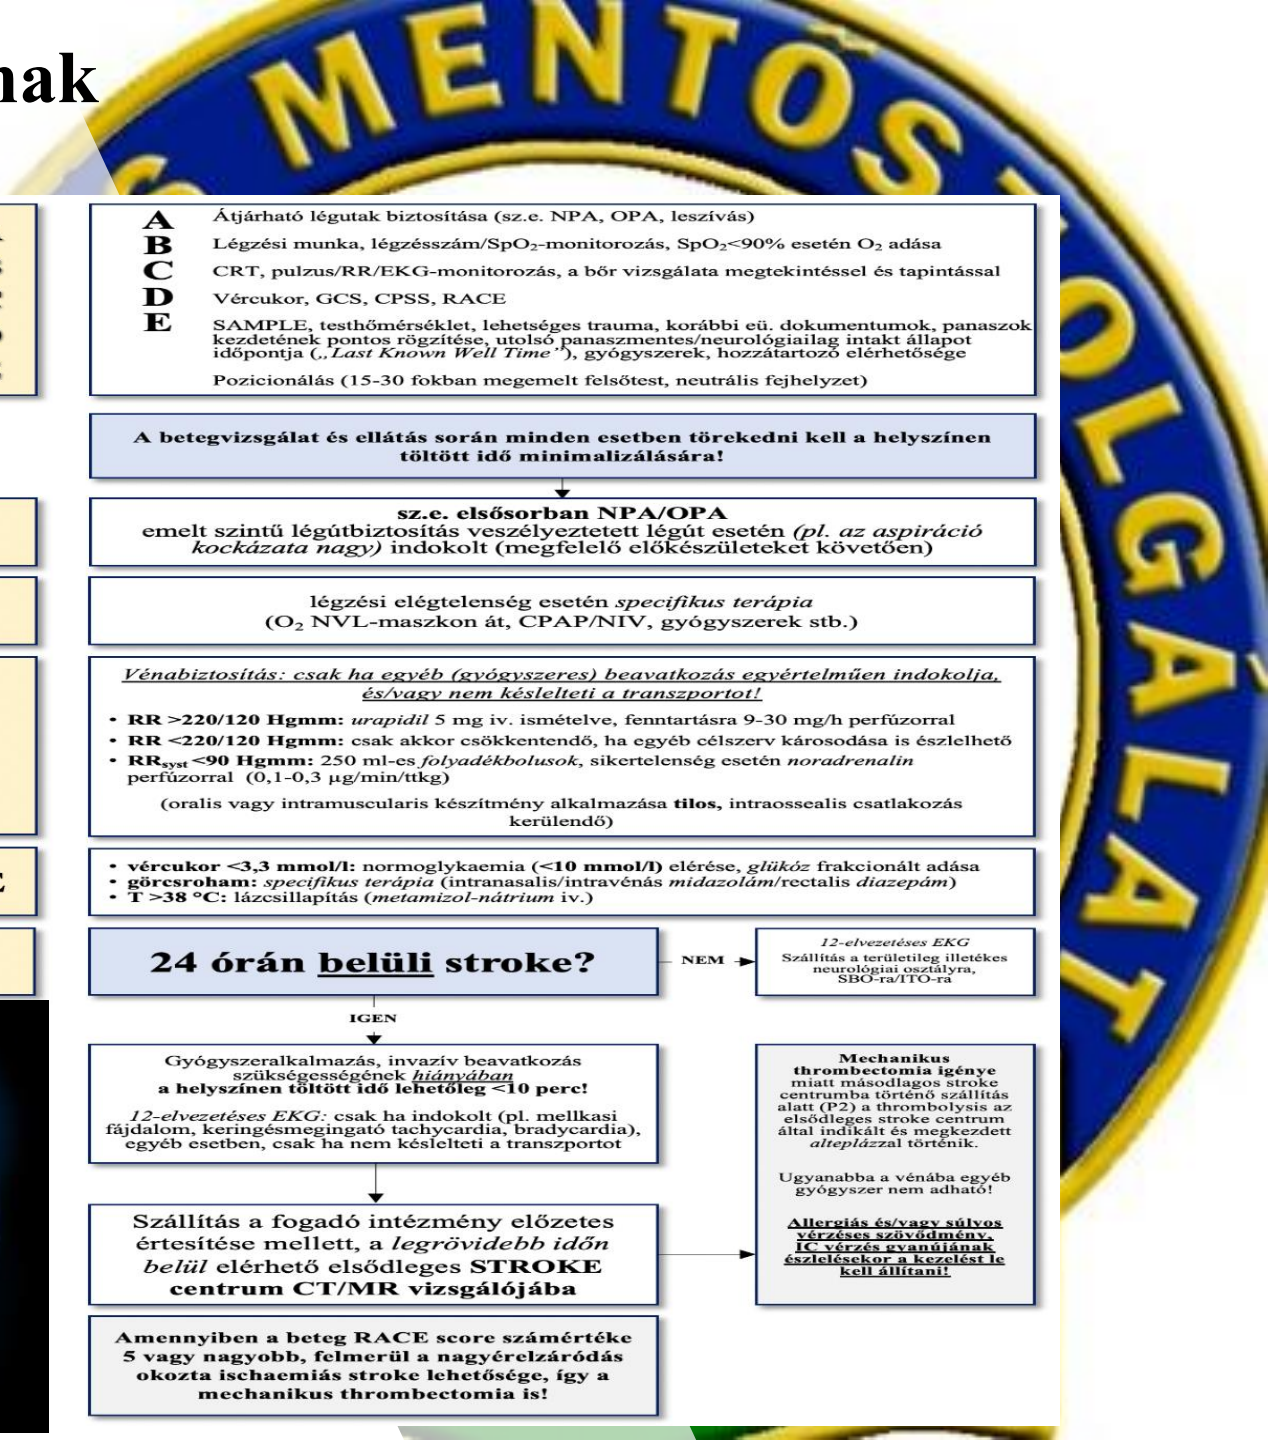 nak
S MENTŐSZOLGÁLAT
A Átjárható légutak biztosítása (sz.e. NPA, OPA, leszívás)
B Légzési munka, légzésszám/SpO₂-monitorozás, SpO₂<90% esetén O₂ adása
C CRT, pulzus/RR/EKG-monitorozás, a bőr vizsgálata megtekintéssel és tapintással
D Vércukor, GCS, CPSS, RACE
E SAMPLE, testhőmérséklet, lehetséges trauma, korábbi eü. dokumentumok, panaszok
kezdetének pontos rögzítése, utolsó panaszmentes/neurológiailag intakt állapot
időpontja („Last Known Well Time”), gyógyszerek, hozzátartozó elérhetősége
Pozicionálás (15-30 fokban megemelt felsőtest, neutrális fejhelyzet)
A betegvizsgálat és ellátás során minden esetben törekedni kell a helyszínen
töltött idő minimalizálására!
sz.e. elsősorban NPA/OPA
emelt szintű légútbiztosítás veszélyeztetett légút esetén (pl. az aspiráció
kockázata nagy) indokolt (megfelelő előkészületeket követően)
légzési elégtelenség esetén specifikus terápia
(O₂ NVL-maszkon át, CPAP/NIV, gyógyszerek stb.)
Vénabiztosítás: csak ha egyéb (gyógyszeres) beavatkozás egyértelműen indokolja,
és/vagy nem késlelteti a transzportot!
• RR >220/120 Hgmm: urapidil 5 mg iv. ismételve, fenntartásra 9-30 mg/h perfúzorral
• RR <220/120 Hgmm: csak akkor csökkentendő, ha egyéb célszerv károsodása is észlelhető
• RRsyst <90 Hgmm: 250 ml-es folyadékbolusok, sikertelenség esetén noradrenalin
perfúzorral (0,1-0,3 µg/min/ttkg)
(oralis vagy intramuscularis készítmény alkalmazása tilos, intraossealis csatlakozás
kerülendő)
• vércukor <3,3 mmol/l: normoglykaemia (<10 mmol/l) elérése, glükóz frakcionált adása
• görcsroham: specifikus terápia (intranasalis/intravénás midazolám/rectalis diazepám)
• T >38 °C: lázcsillapítás (metamizol-nátrium iv.)
24 órán belüli stroke?
NEM
12-elvezetéses EKG
Szállítás a területileg illetékes
neurológiai osztályra,
SBO-ra/ITO-ra
IGEN
Gyógyszeralkalmazás, invazív beavatkozás
szükségességének hiányában
a helyszínen töltött idő lehetőleg <10 perc!
12-elvezetéses EKG: csak ha indokolt (pl. mellkasi
fájdalom, keringésmegingató tachycardia, bradycardia),
egyéb esetben, csak ha nem késlelteti a transzportot
Mechanikus
thrombectomia igénye
miatt másodlagos stroke
centrumba történő szállítás
alatt (P2) a thrombolysis az
elsődleges stroke centrum
által indikált és megkezdett
alteplázzal történik.
Ugyanabba a vénába egyéb
gyógyszer nem adható!
Allergiás és/vagy súlyos
vérzéses szövődmény,
IC vérzés gyanújának
észlelésekor a kezelést le
kell állítani!
Szállítás a fogadó intézmény előzetes
értesítése mellett, a legrövidebb időn
belül elérhető elsődleges STROKE
centrum CT/MR vizsgálójába
Amennyiben a beteg RACE score számértéke
5 vagy nagyobb, felmerül a nagyérelzáródás
okozta ischaemiás stroke lehetősége, így a
mechanikus thrombectomia is!